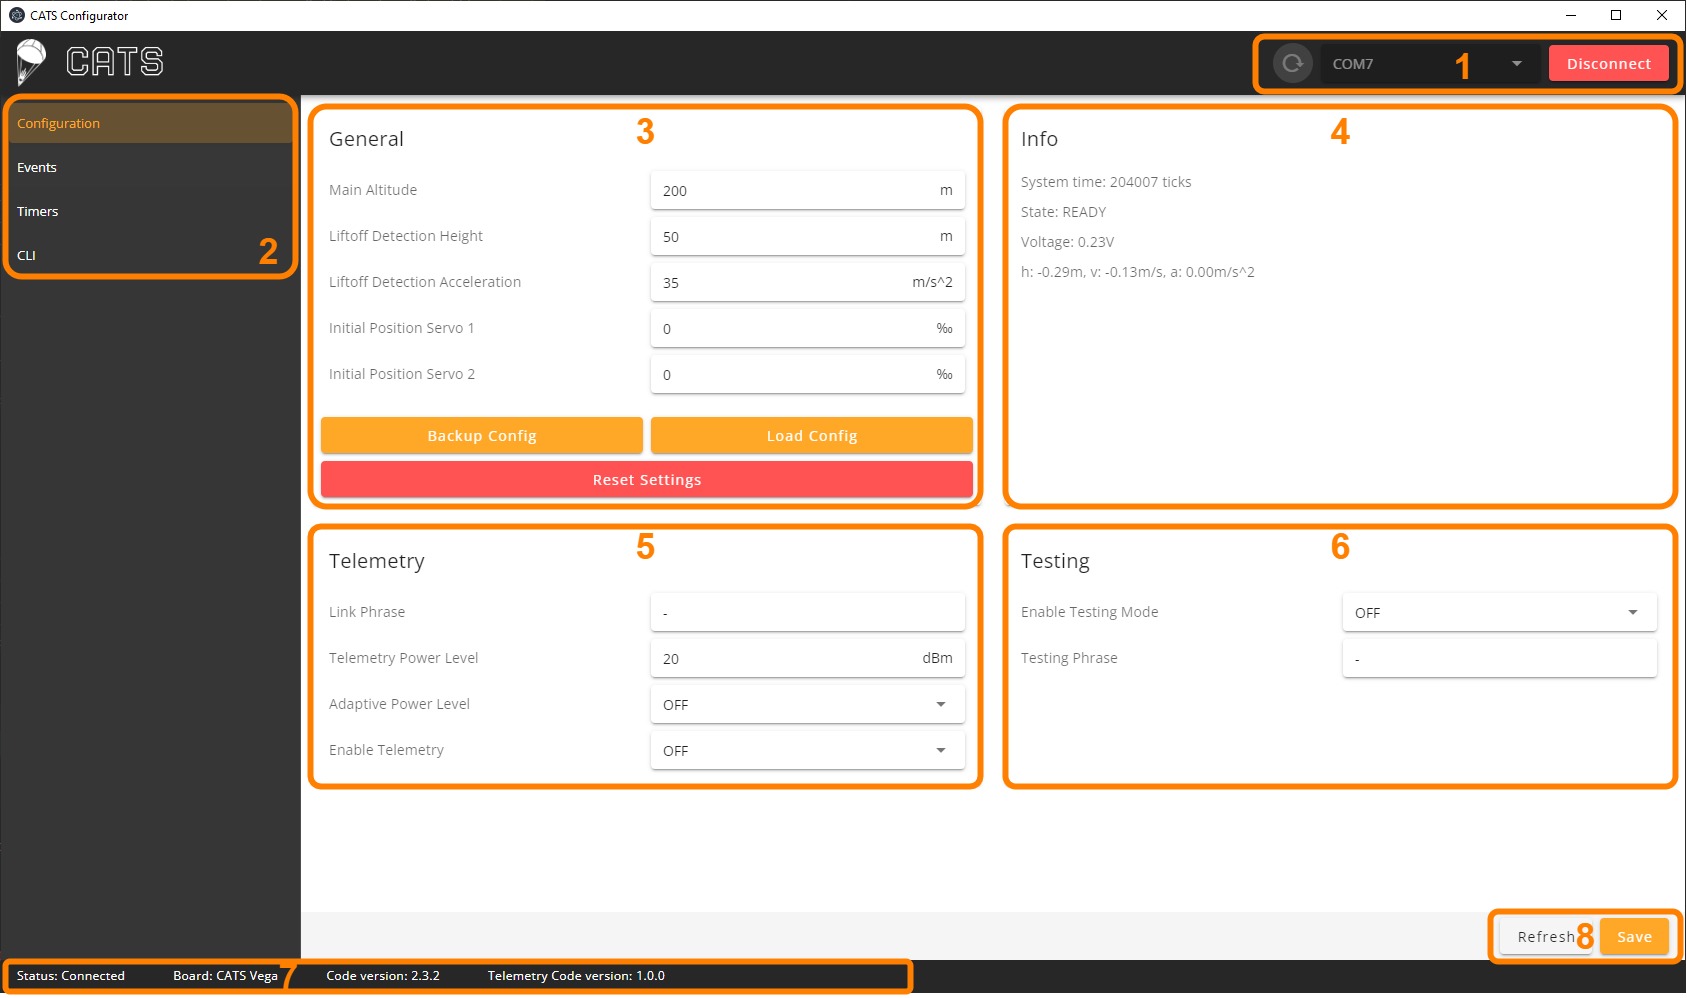 CATS Configurator
CATS
COM7
1
Disconnect
Configuration
Events
Timers
CLI
2
General
3
Main Altitude
200
m
Liftoff Detection Height
50
m
Liftoff Detection Acceleration
35
m/s^2
Initial Position Servo 1
0
‰
Initial Position Servo 2
0
‰
Backup Config
Load Config
Reset Settings
Info
4
System time: 204007 ticks
State: READY
Voltage: 0.23V
h: -0.29m, v: -0.13m/s, a: 0.00m/s^2
Telemetry
5
Link Phrase
-
Telemetry Power Level
20
dBm
Adaptive Power Level
OFF
Enable Telemetry
OFF
Testing
6
Enable Testing Mode
OFF
Testing Phrase
-
Refresh
8
Save
Status: Connected
Board: CATS Vega
7
Code version: 2.3.2
Telemetry Code version: 1.0.0